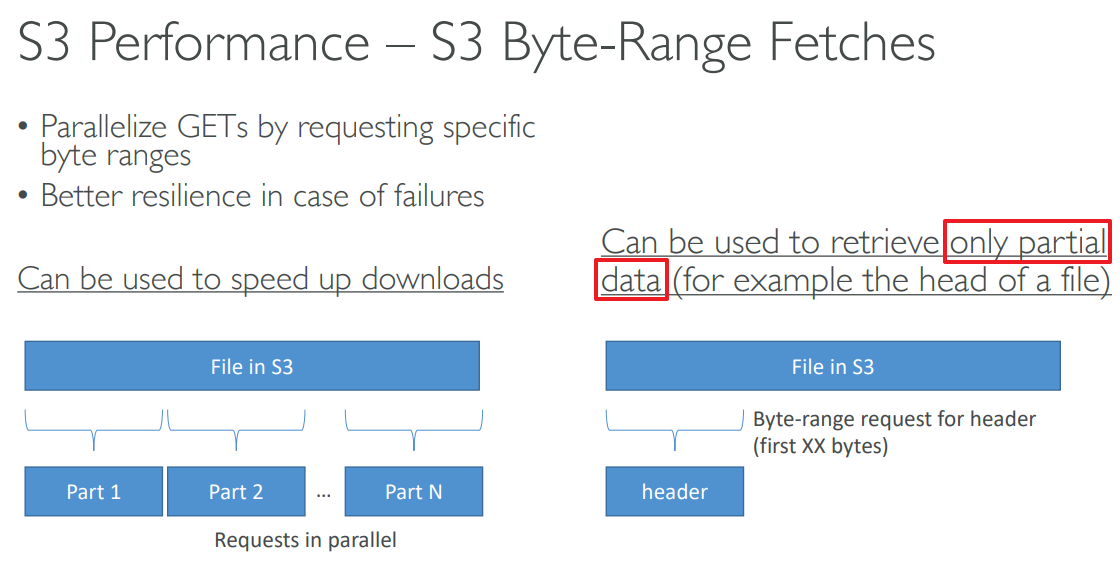 S3 Performance – S3 Byte-Range Fetches
• Parallelize GETs by requesting specific
byte ranges
• Better resilience in case of failures
Can be used to speed up downloads
File in S3
Part 1
Part 2
...
Part N
Requests in parallel
Can be used to retrieve only partial
data (for example the head of a file)
File in S3
Byte-range request for header
(first XX bytes)
header